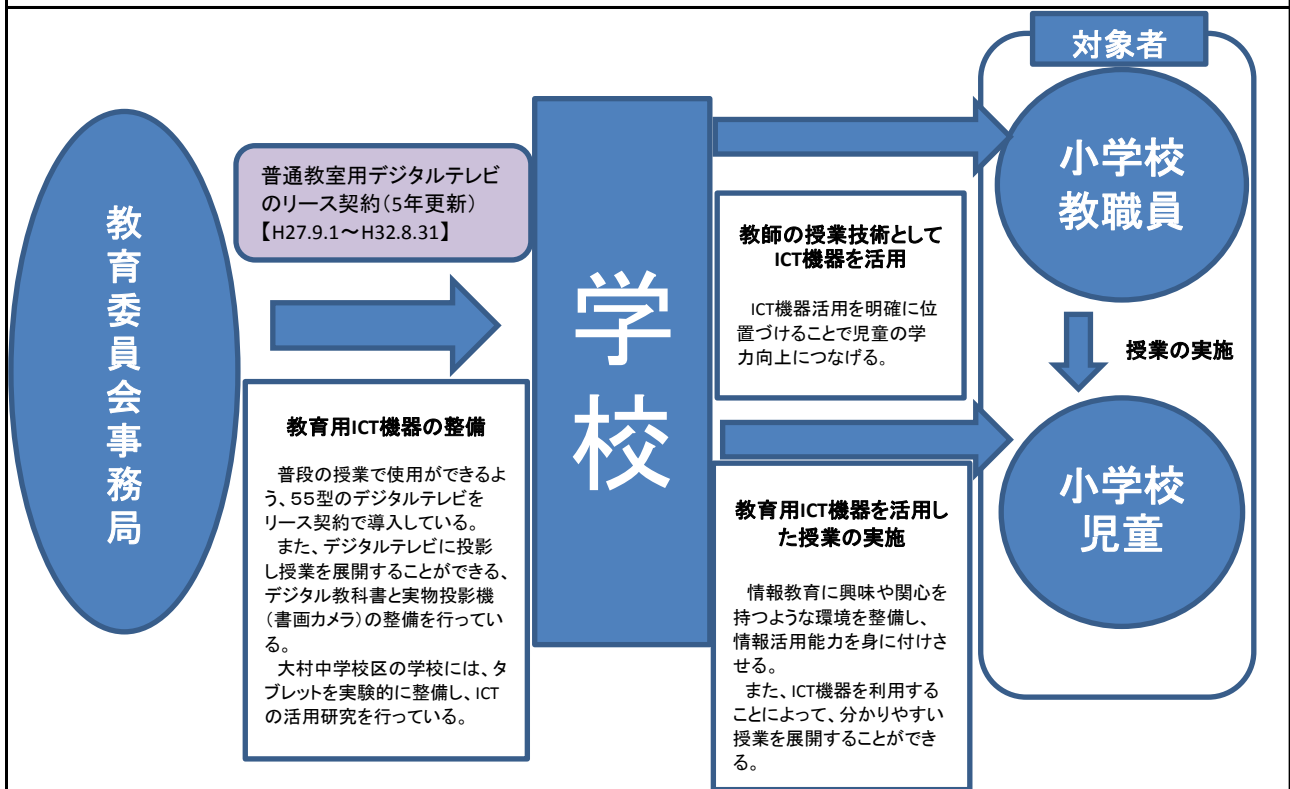 教育委員会事務局
普通教室用デジタルテレビ
のリース契約(5年更新)
【H27.9.1～H32.8.31】
教育用ICT機器の整備
普段の授業で使用ができるよ
う、55型のデジタルテレビを
リース契約で導入している。
また、デジタルテレビに投影
し授業を展開することができる、
デジタル教科書と実物投影機
(書画カメラ)の整備を行ってい
る。
大村中学校区の学校には、タ
ブレットを実験的に整備し、ICT
の活用研究を行っている。
学校
教師の授業技術として
ICT機器を活用
ICT機器活用を明確に位
置づけることで児童の学
力向上につなげる。
教育用ICT機器を活用し
た授業の実施
情報教育に興味や関心を
持つような環境を整備し、
情報活用能力を身に付けさ
せる。
また、ICT機器を利用する
ことによって、分かりやすい
授業を展開することができ
る。
対象者
小学校
教職員
授業の実施
小学校
児童